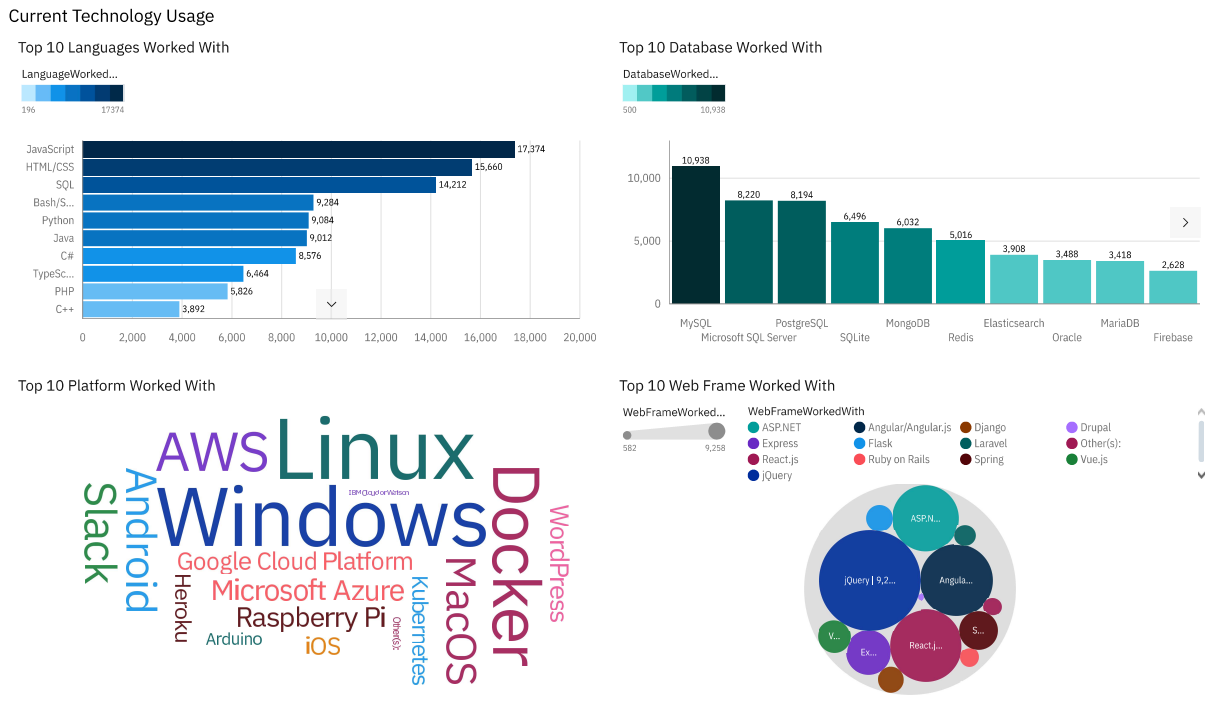 Current Technology Usage
Top 10 Languages Worked With
LanguageWorked...
196 17374
JavaScript 17,374
HTML/CSS 15,660
SQL 14,212
Bash/S... 9,284
Python 9,084
Java 9,012
C# 8,576
TypeSc... 6,464
PHP 5,826
C++ 3,892
0 2,000 4,000 6,000 8,000 10,000 12,000 14,000 16,000 18,000 20,000
Top 10 Database Worked With
DatabaseWorked...
500 10,938
10,000
5,000
0
10,938
8,220
8,194
6,496
6,032
5,016
3,908
3,488
3,418
2,628
MySQL PostgreSQL MongoDB Elasticsearch MariaDB
Microsoft SQL Server SQLite Redis Oracle Firebase
Top 10 Platform Worked With
AWS
Linux
Windows
Docker
Slack
Android
WordPress
Google Cloud Platform
Microsoft Azure
Raspberry Pi
Heroku
Arduino
iOS
Other(s):
Kubernetes
MacOS
Top 10 Web Frame Worked With
WebFrameWorked...
582 9,258
WebFrameWorkedWith
ASP.NET Angular/Angular.js Django Drupal
Express Flask Laravel Other(s):
React.js Ruby on Rails Spring Vue.js
jQuery
ASP.N...
jQuery | 9,2...
Angula...
V...
Ex...
React.j...
S...